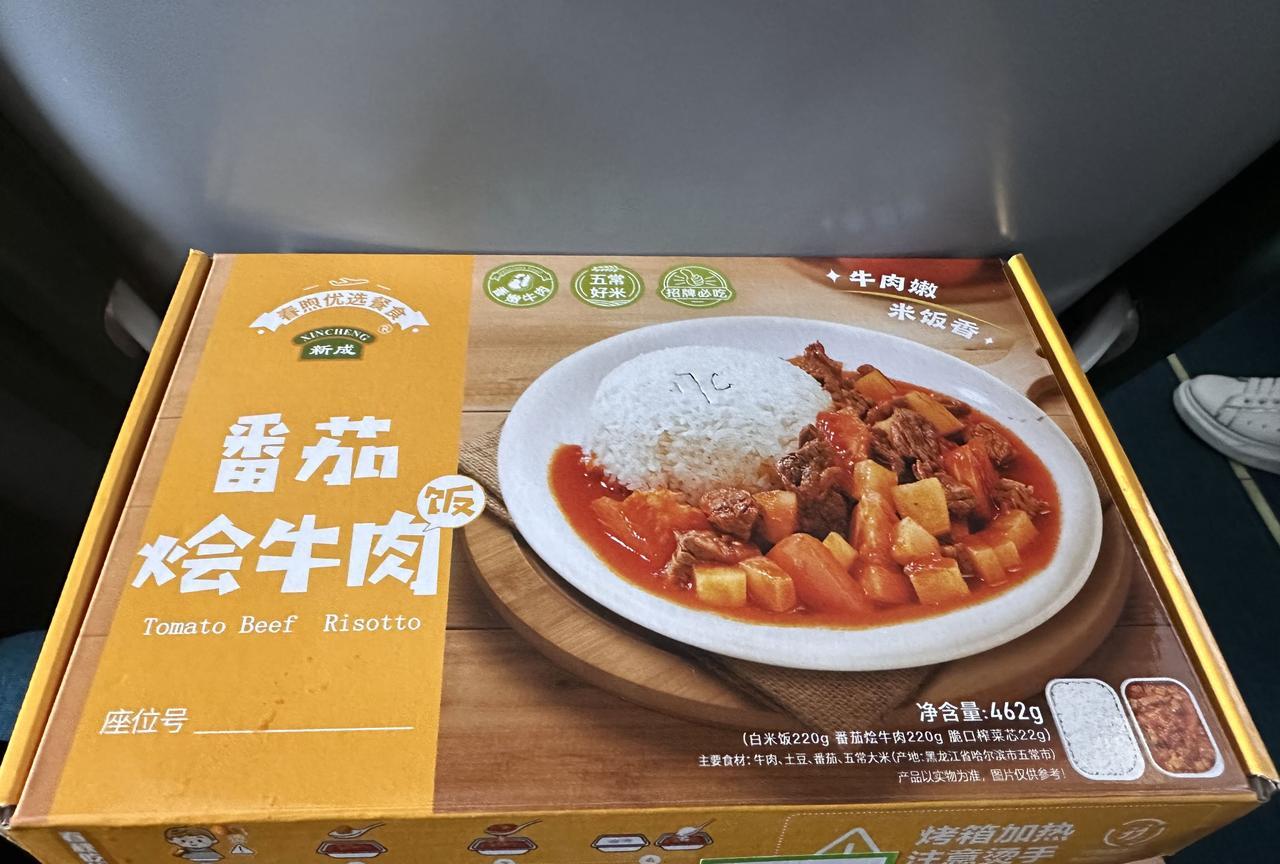 春煦优选餐食
XINCHENG
新成
®
番茄
烩牛肉
饭
Tomato Beef Risotto
座位号
五常
好米
招牌必吃
牛肉嫩
米饭香
17C
净含量:462g
(白米饭220g 番茄烩牛肉220g 脆口榨菜芯22g)
主要食材:牛肉、土豆、番茄、五常大米(产地:黑龙江省哈尔滨市五常市)
产品以实物为准,图片仅供参考!
烤箱加热
注意烫手